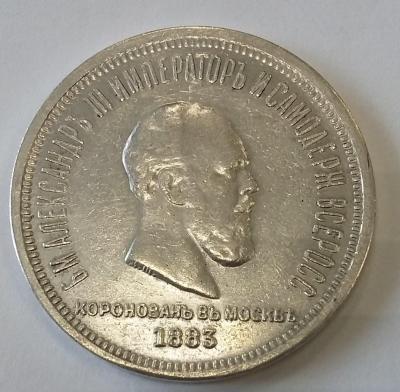 Б М АЛЕКСАНДРЪ III ИМПЕРАТОРЪ И САМОДЕРЖ. ВСЕРОСС.
КОРОНОВАНЪ ВЪ МОСКВѢ
1883